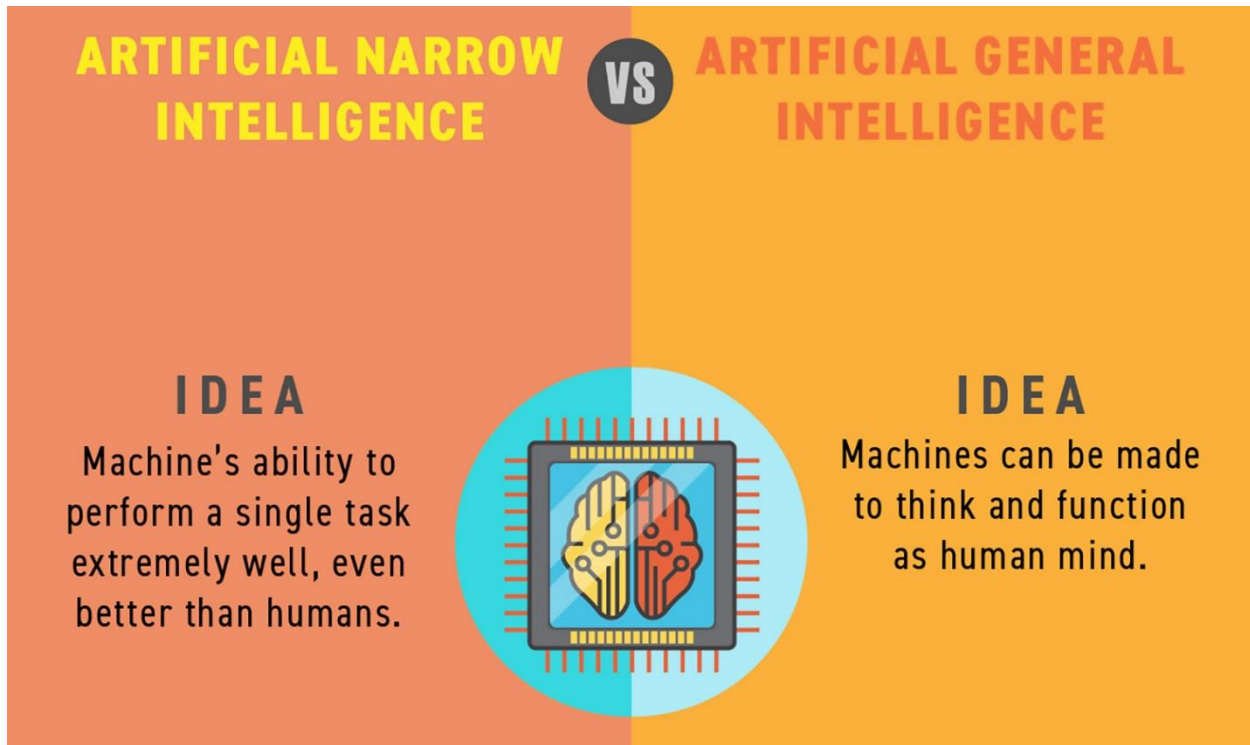 ARTIFICIAL NARROW
INTELLIGENCE
VS
ARTIFICIAL GENERAL
INTELLIGENCE
IDEA
Machine's ability to
perform a single task
extremely well, even
better than humans.
IDEA
Machines can be made
to think and function
as human mind.